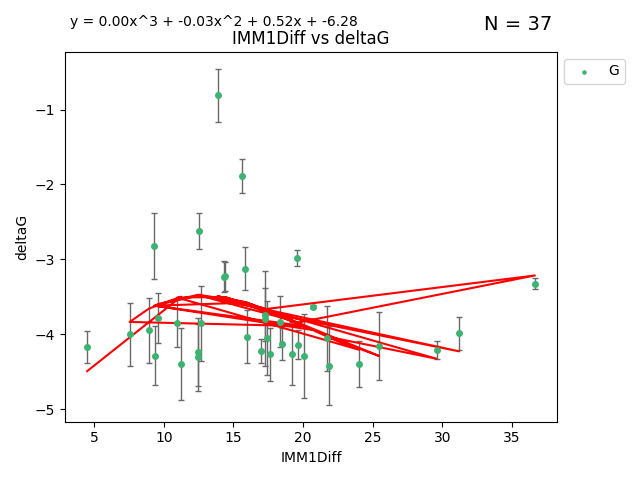 y = 0.00x^3 + -0.03x^2 + 0.52x + -6.28
N = 37
IMM1Diff vs deltaG
G
−1
−2
−3
−4
−5
deltaG
5 10 15 20 25 30 35
IMM1Diff